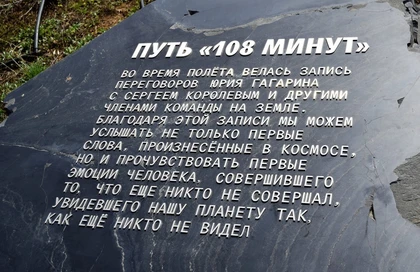 ПУТЬ «108 МИНУТ»
ВО ВРЕМЯ ПОЛЁТА ВЕЛАСЬ ЗАПИСЬ
ПЕРЕГОВОРОВ ЮРИЯ ГАГАРИНА
С СЕРГЕЕМ КОРОЛЕВЫМ И ДРУГИМИ
ЧЛЕНАМИ КОМАНДЫ НА ЗЕМЛЕ.
БЛАГОДАРЯ ЭТОЙ ЗАПИСИ МЫ МОЖЕМ
УСЛЫШАТЬ НЕ ТОЛЬКО ПЕРВЫЕ
СЛОВА, ПРОИЗНЕСЁННЫЕ В КОСМОСЕ,
НО И ПРОЧУВСТВОВАТЬ ПЕРВЫЕ
ЭМОЦИИ ЧЕЛОВЕКА, СОВЕРШИВШЕГО
ТО, ЧТО ЕЩЕ НИКТО НЕ СОВЕРШАЛ,
УВИДЕВШЕГО НАШУ ПЛАНЕТУ ТАК,
КАК ЕЩЁ НИКТО НЕ ВИДЕЛ